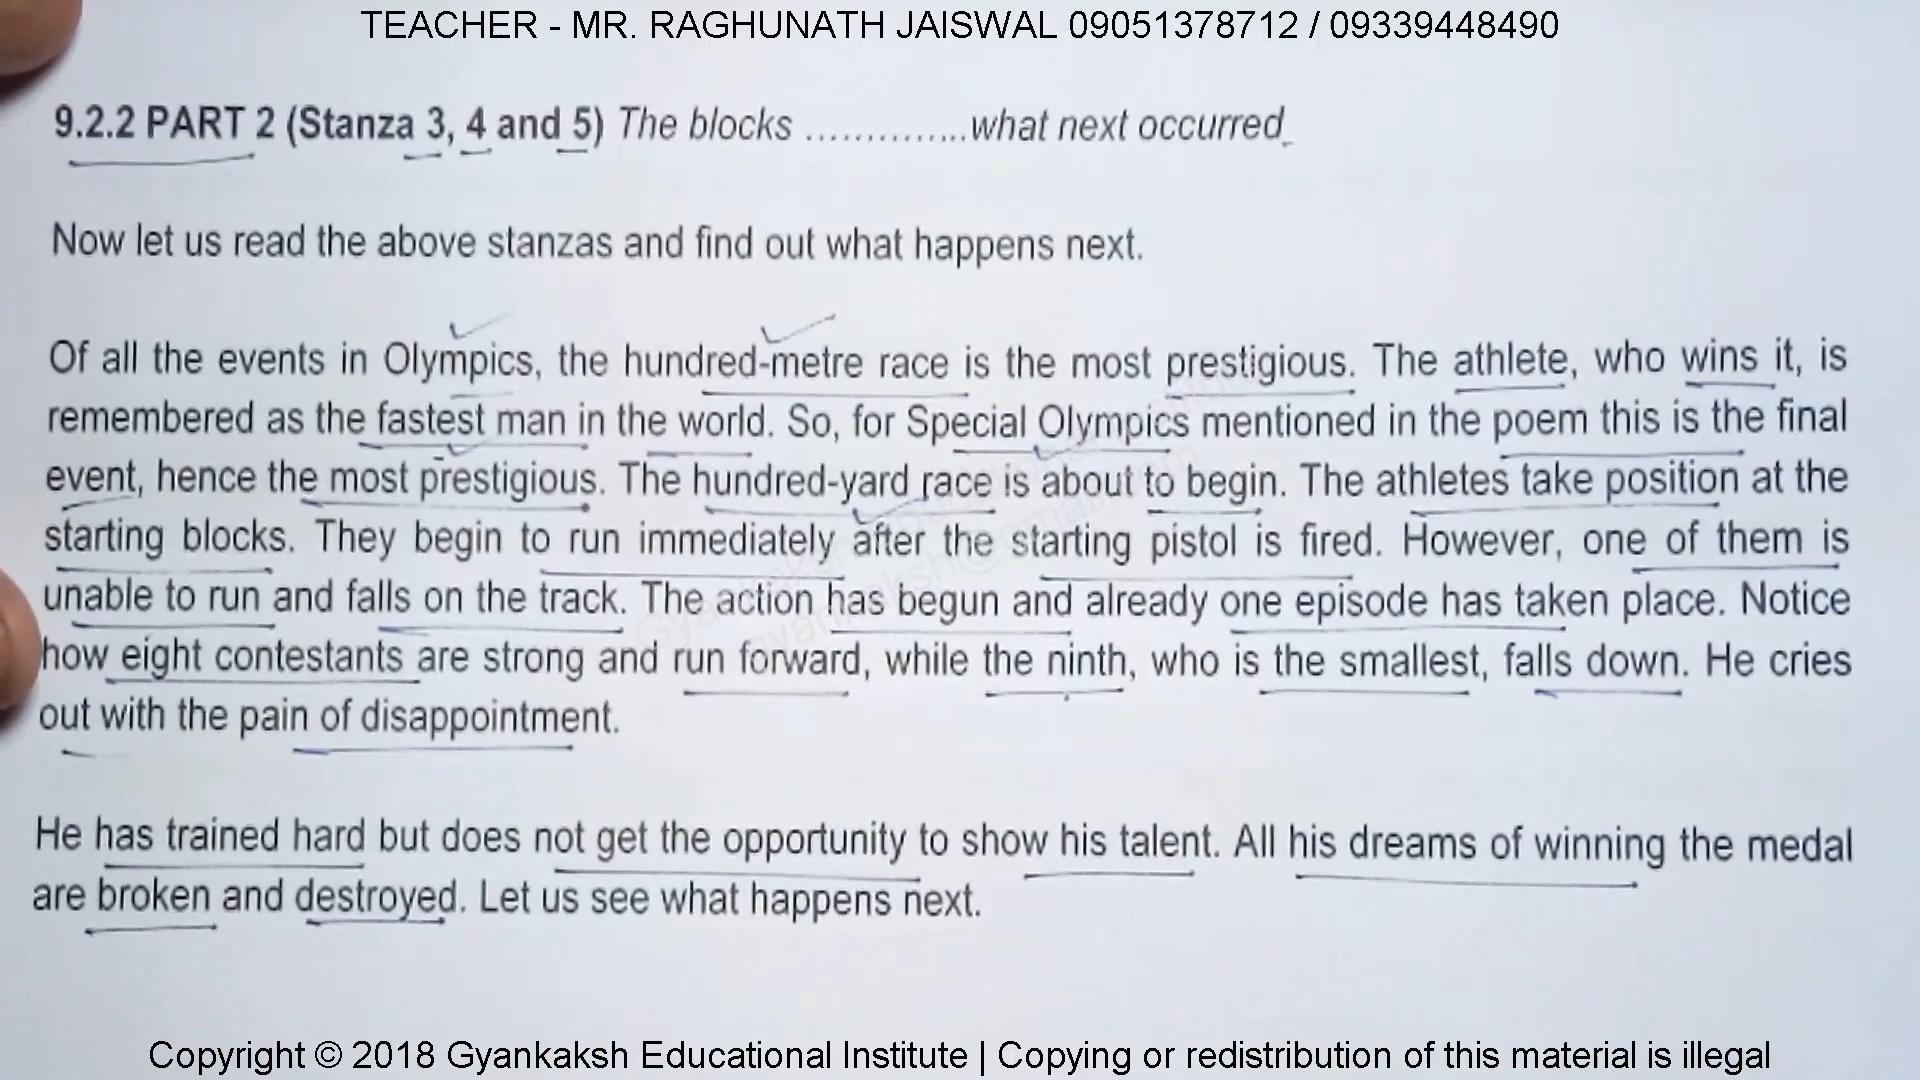 TEACHER - MR. RAGHUNATH JAISWAL 09051378712 / 09339448490
9.2.2 PART 2 (Stanza 3, 4 and 5) The blocks ..............what next occurred
Now let us read the above stanzas and find out what happens next.
Of all the events in Olympics, the hundred-metre race is the most prestigious. The athlete, who wins it, is
remembered as the fastest man in the world. So, for Special Olympics mentioned in the poem this is the final
event, hence the most prestigious. The hundred-yard race is about to begin. The athletes take position at the
starting blocks. They begin to run immediately after the starting pistol is fired. However, one of them is
unable to run and falls on the track. The action has begun and already one episode has taken place. Notice
how eight contestants are strong and run forward, while the ninth, who is the smallest, falls down. He cries
out with the pain of disappointment.
He has trained hard but does not get the opportunity to show his talent. All his dreams of winning the medal
are broken and destroyed. Let us see what happens next.
Copyright © 2018 Gyankaksh Educational Institute | Copying or redistribution of this material is illegal